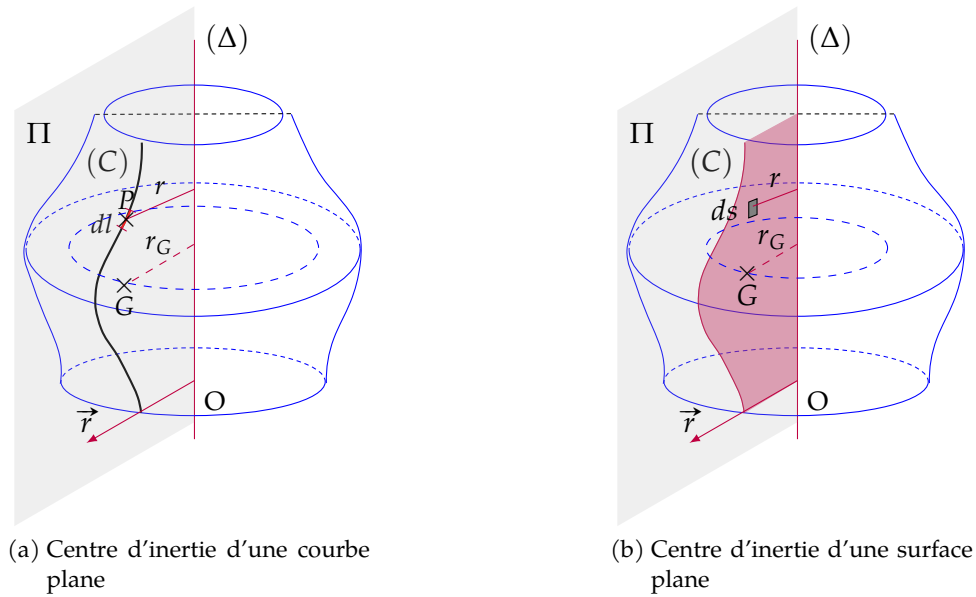 (Δ)
Π
(C)
P
r
dl
r_G
G
O
r⃗
(a) Centre d'inertie d'une courbe
plane
(Δ)
Π
(C)
r
ds
r_G
G
O
r⃗
(b) Centre d'inertie d'une surface
plane